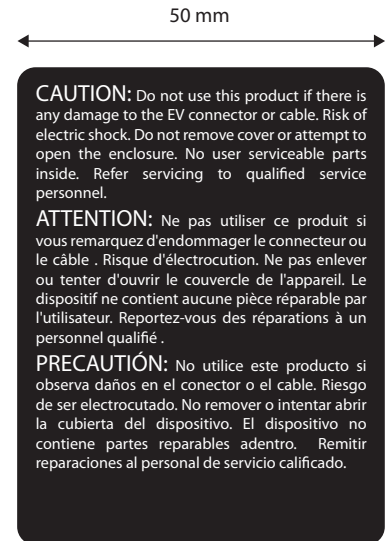 50 mm
CAUTION: Do not use this product if there is
any damage to the EV connector or cable. Risk of
electric shock. Do not remove cover or attempt to
open the enclosure. No user serviceable parts
inside. Refer servicing to qualified service
personnel.
ATTENTION: Ne pas utiliser ce produit si
vous remarquez d'endommager le connecteur ou
le câble . Risque d'électrocution. Ne pas enlever
ou tenter d'ouvrir le couvercle de l'appareil. Le
dispositif ne contient aucune pièce réparable par
l'utilisateur. Reportez-vous des réparations à un
personnel qualifié .
PRECAUTIÓN: No utilice este producto si
observa daños en el conector o el cable. Riesgo
de ser electrocutado. No remover o intentar abrir
la cubierta del dispositivo. El dispositivo no
contiene partes reparables adentro. Remitir
reparaciones al personal de servicio calificado.